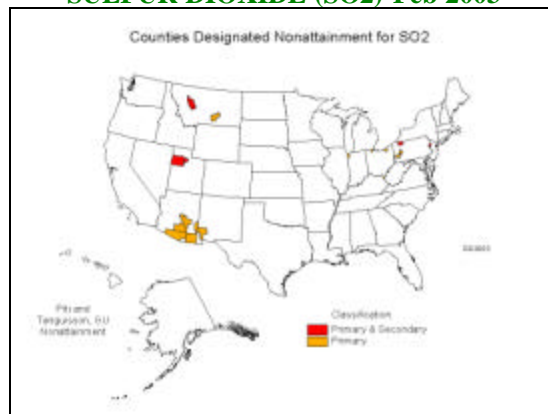 SULFUR DIOXIDE (SO2) Feb 2003
Counties Designated Nonattainment for SO2
Piti and
Tanguisson, GU
Nonattainment
Classification
Primary & Secondary
Primary